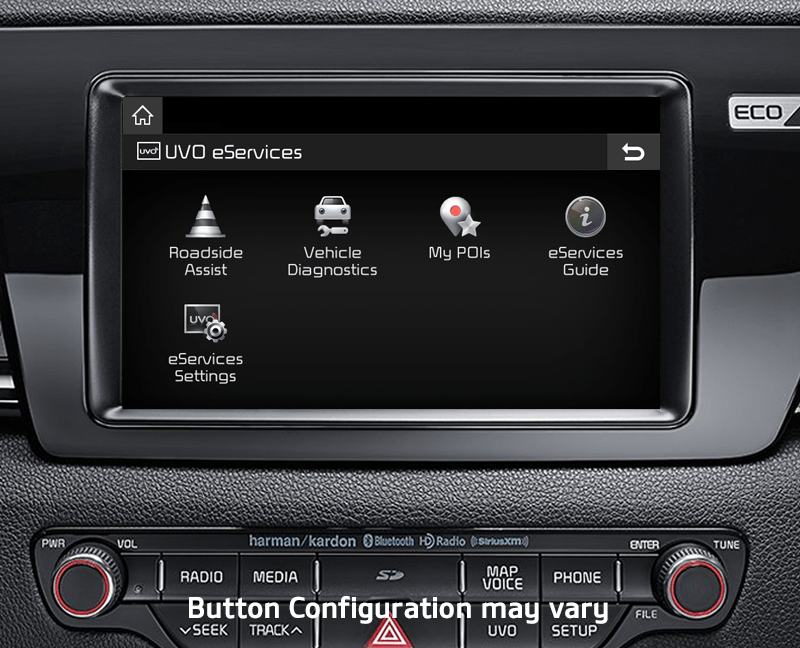 ECO
UVO UVO eServices
Roadside
Assist
Vehicle
Diagnostics
My POIs
eServices
Guide
UVO
eServices
Settings
PWR
VOL
harman/kardon Bluetooth HD Radio ((SiriusXM))
ENTER
TUNE
RADIO
MEDIA
SD
MAP
VOICE
PHONE
Button Configuration may vary
FILE
SEEK
TRACK
UVO
SETUP